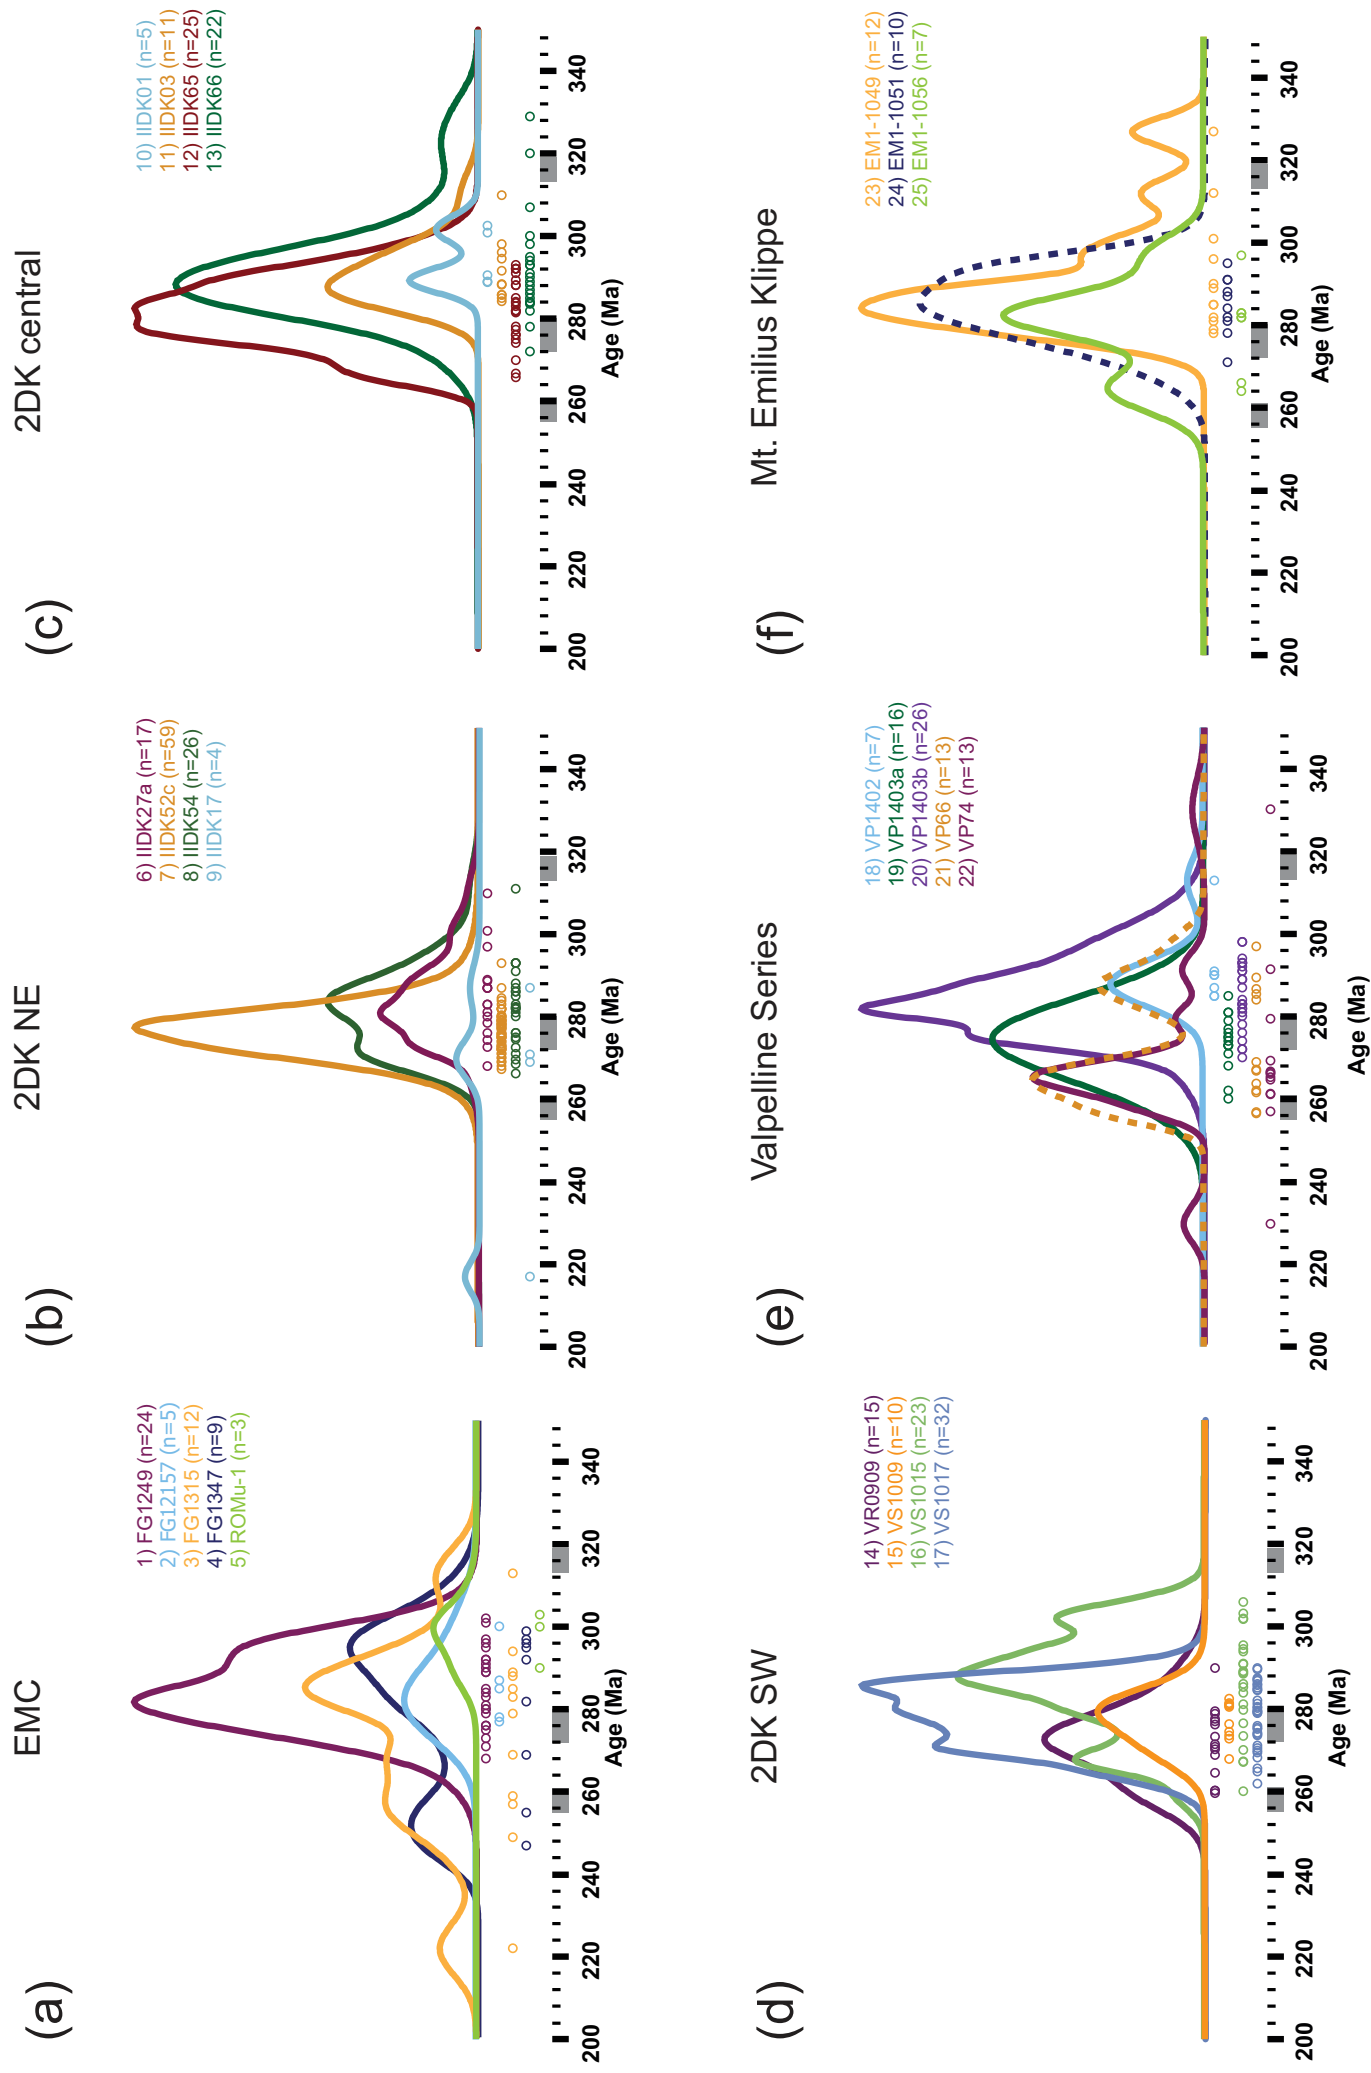 (a)
EMC
1) FG1249 (n=24)
2) FG12157 (n=5)
3) FG1315 (n=12)
4) FG1347 (n=9)
5) ROMu-1 (n=3)
200 220 240 260 280 300 320 340
Age (Ma)
(b)
2DK NE
6) IIDK27a (n=17)
7) IIDK52c (n=59)
8) IIDK54 (n=26)
9) IIDK17 (n=4)
200 220 240 260 280 300 320 340
Age (Ma)
(c)
2DK central
10) IIDK01 (n=5)
11) IIDK03 (n=11)
12) IIDK65 (n=25)
13) IIDK66 (n=22)
200 220 240 260 280 300 320 340
Age (Ma)
(d)
2DK SW
14) VR0909 (n=15)
15) VS1009 (n=10)
16) VS1015 (n=23)
17) VS1017 (n=32)
200 220 240 260 280 300 320 340
Age (Ma)
(e)
Valpelline Series
18) VP1402 (n=7)
19) VP1403a (n=16)
20) VP1403b (n=26)
21) VP66 (n=13)
22) VP74 (n=13)
200 220 240 260 280 300 320 340
Age (Ma)
(f)
Mt. Emilius Klippe
23) EM1-1049 (n=12)
24) EM1-1051 (n=10)
25) EM1-1056 (n=7)
200 220 240 260 280 300 320 340
Age (Ma)